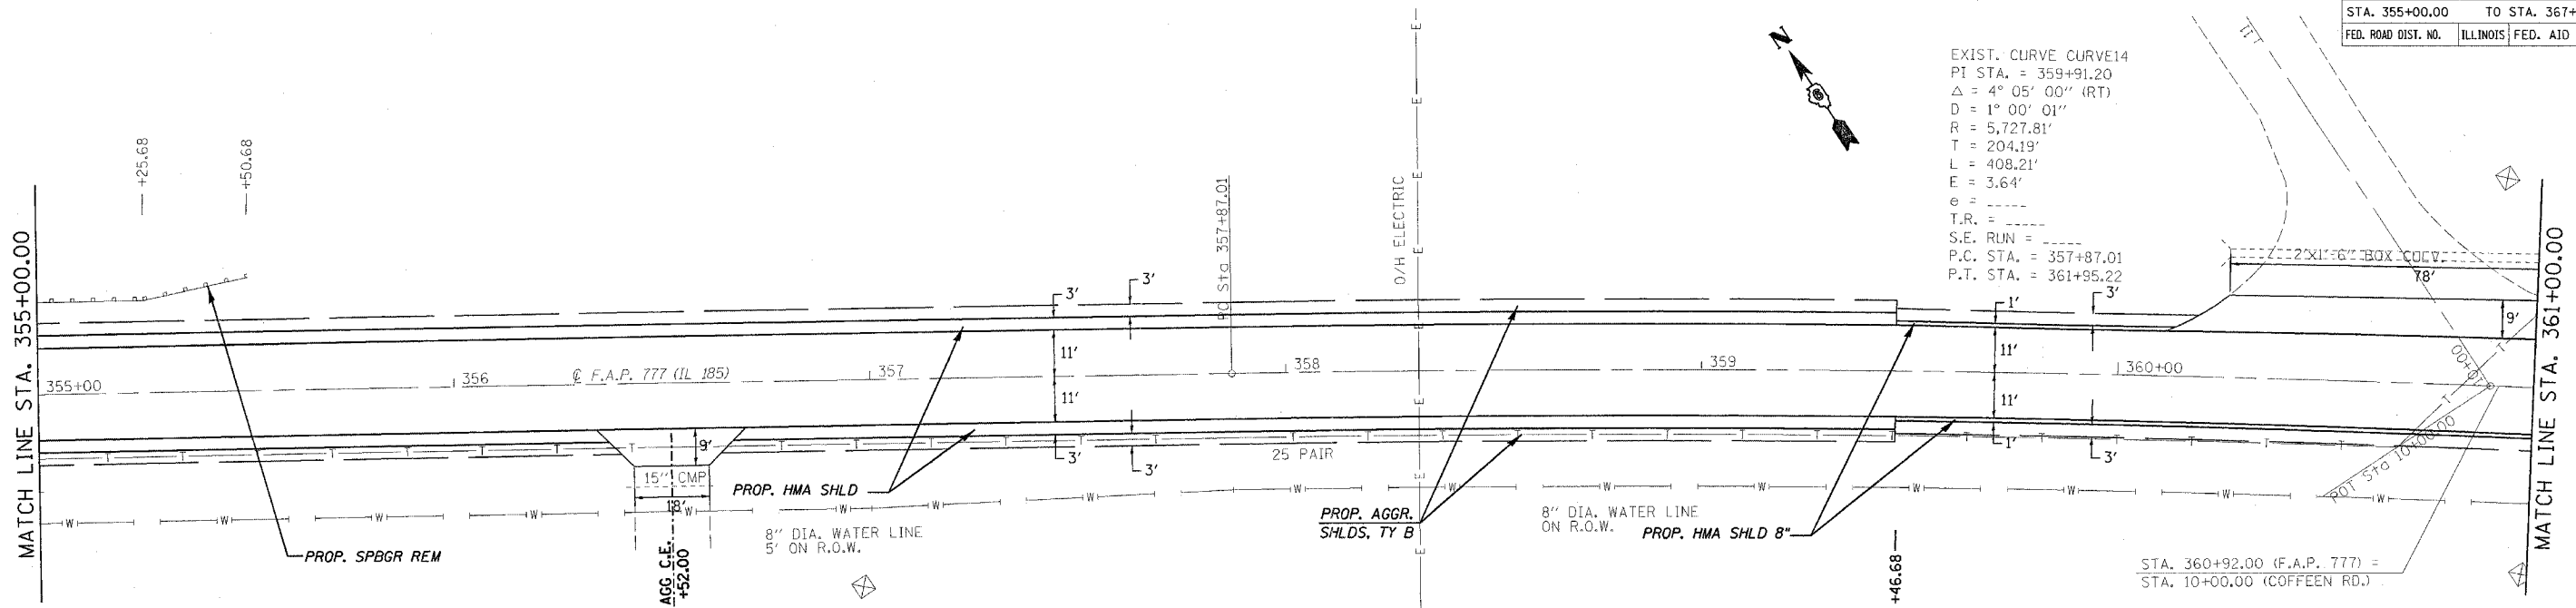 STA. 355+00.00 TO STA. 367+
FED. ROAD DIST. NO. ILLINOIS FED. AID
N
EXIST. CURVE CURVE14
PI STA. = 359+91.20
Δ = 4° 05' 00" (RT)
D = 1° 00' 01"
R = 5,727.81'
T = 204.19'
L = 408.21'
E = 3.64'
e = _____
T.R. = _____
S.E. RUN = _____
P.C. STA. = 357+87.01
P.T. STA. = 361+95.22
+25.68
+50.68
PC Sta 357+87.01
O/H ELECTRIC
E E E E E E
2'X1'-6" BOX CULV.
78'
9'
MATCH LINE STA. 355+00.00
MATCH LINE STA. 361+00.00
3'
3'
1'
3'
11'
11'
11'
11'
355+00
356
℄ F.A.P. 777 (IL 185)
357
358
359
360+00
11+00
9'
3'
3'
1'
3'
25 PAIR
15" CMP
18'
PROP. HMA SHLD
PROP. SPBGR REM
8" DIA. WATER LINE
5' ON R.O.W.
AGG C.E.
+52.00
PROP. AGGR.
SHLDS, TY B
8" DIA. WATER LINE
ON R.O.W.
PROP. HMA SHLD 8"
+46.68
POT Sta 10+00.00
STA. 360+92.00 (F.A.P. 777) =
STA. 10+00.00 (COFFEEN RD.)